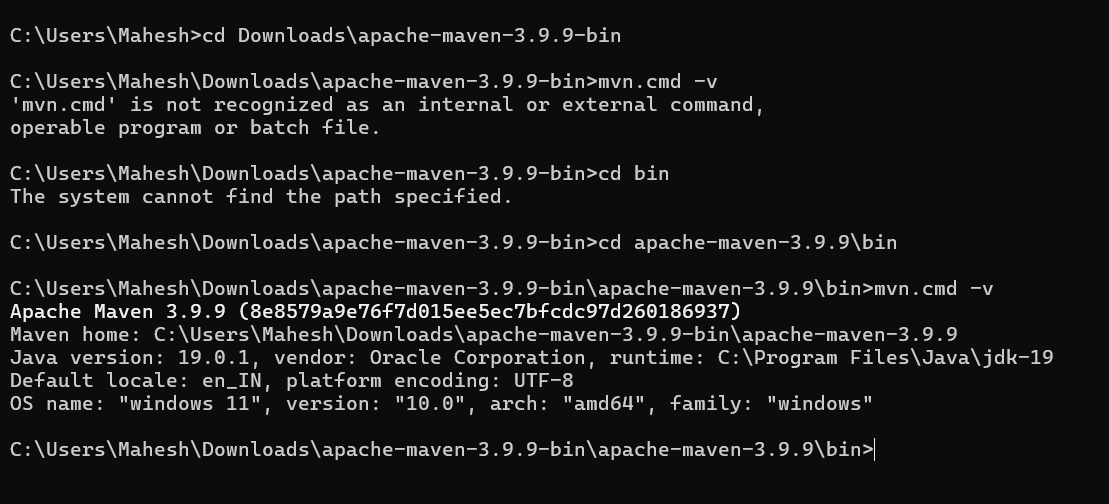 C:\Users\Mahesh>cd Downloads\apache-maven-3.9.9-bin
C:\Users\Mahesh\Downloads\apache-maven-3.9.9-bin>mvn.cmd -v
'mvn.cmd' is not recognized as an internal or external command,
operable program or batch file.
C:\Users\Mahesh\Downloads\apache-maven-3.9.9-bin>cd bin
The system cannot find the path specified.
C:\Users\Mahesh\Downloads\apache-maven-3.9.9-bin>cd apache-maven-3.9.9\bin
C:\Users\Mahesh\Downloads\apache-maven-3.9.9-bin\apache-maven-3.9.9\bin>mvn.cmd -v
Apache Maven 3.9.9 (8e8579a9e76f7d015ee5ec7bfcdc97d260186937)
Maven home: C:\Users\Mahesh\Downloads\apache-maven-3.9.9-bin\apache-maven-3.9.9
Java version: 19.0.1, vendor: Oracle Corporation, runtime: C:\Program Files\Java\jdk-19
Default locale: en_IN, platform encoding: UTF-8
OS name: "windows 11", version: "10.0", arch: "amd64", family: "windows"
C:\Users\Mahesh\Downloads\apache-maven-3.9.9-bin\apache-maven-3.9.9\bin>